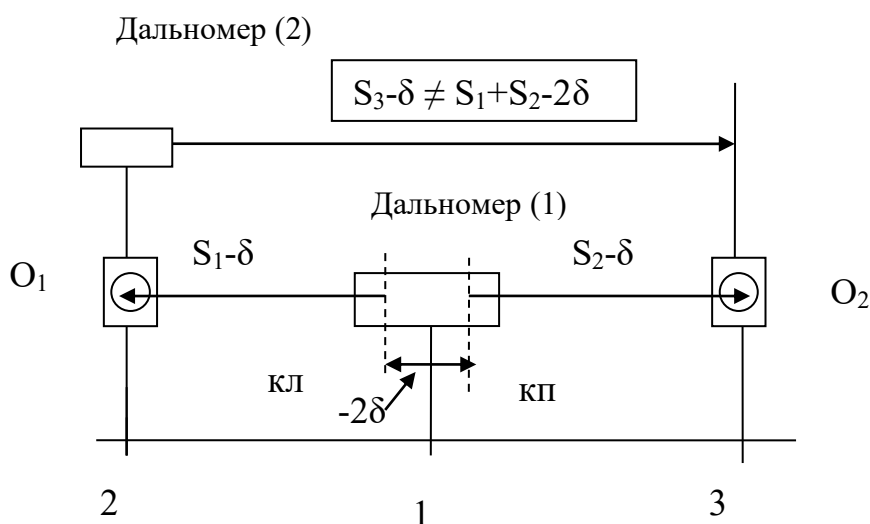 Дальномер (2)
S₃-δ ≠ S₁+S₂-2δ
Дальномер (1)
S₁-δ
S₂-δ
O₁
O₂
кл
кп
-2δ
2
1
3